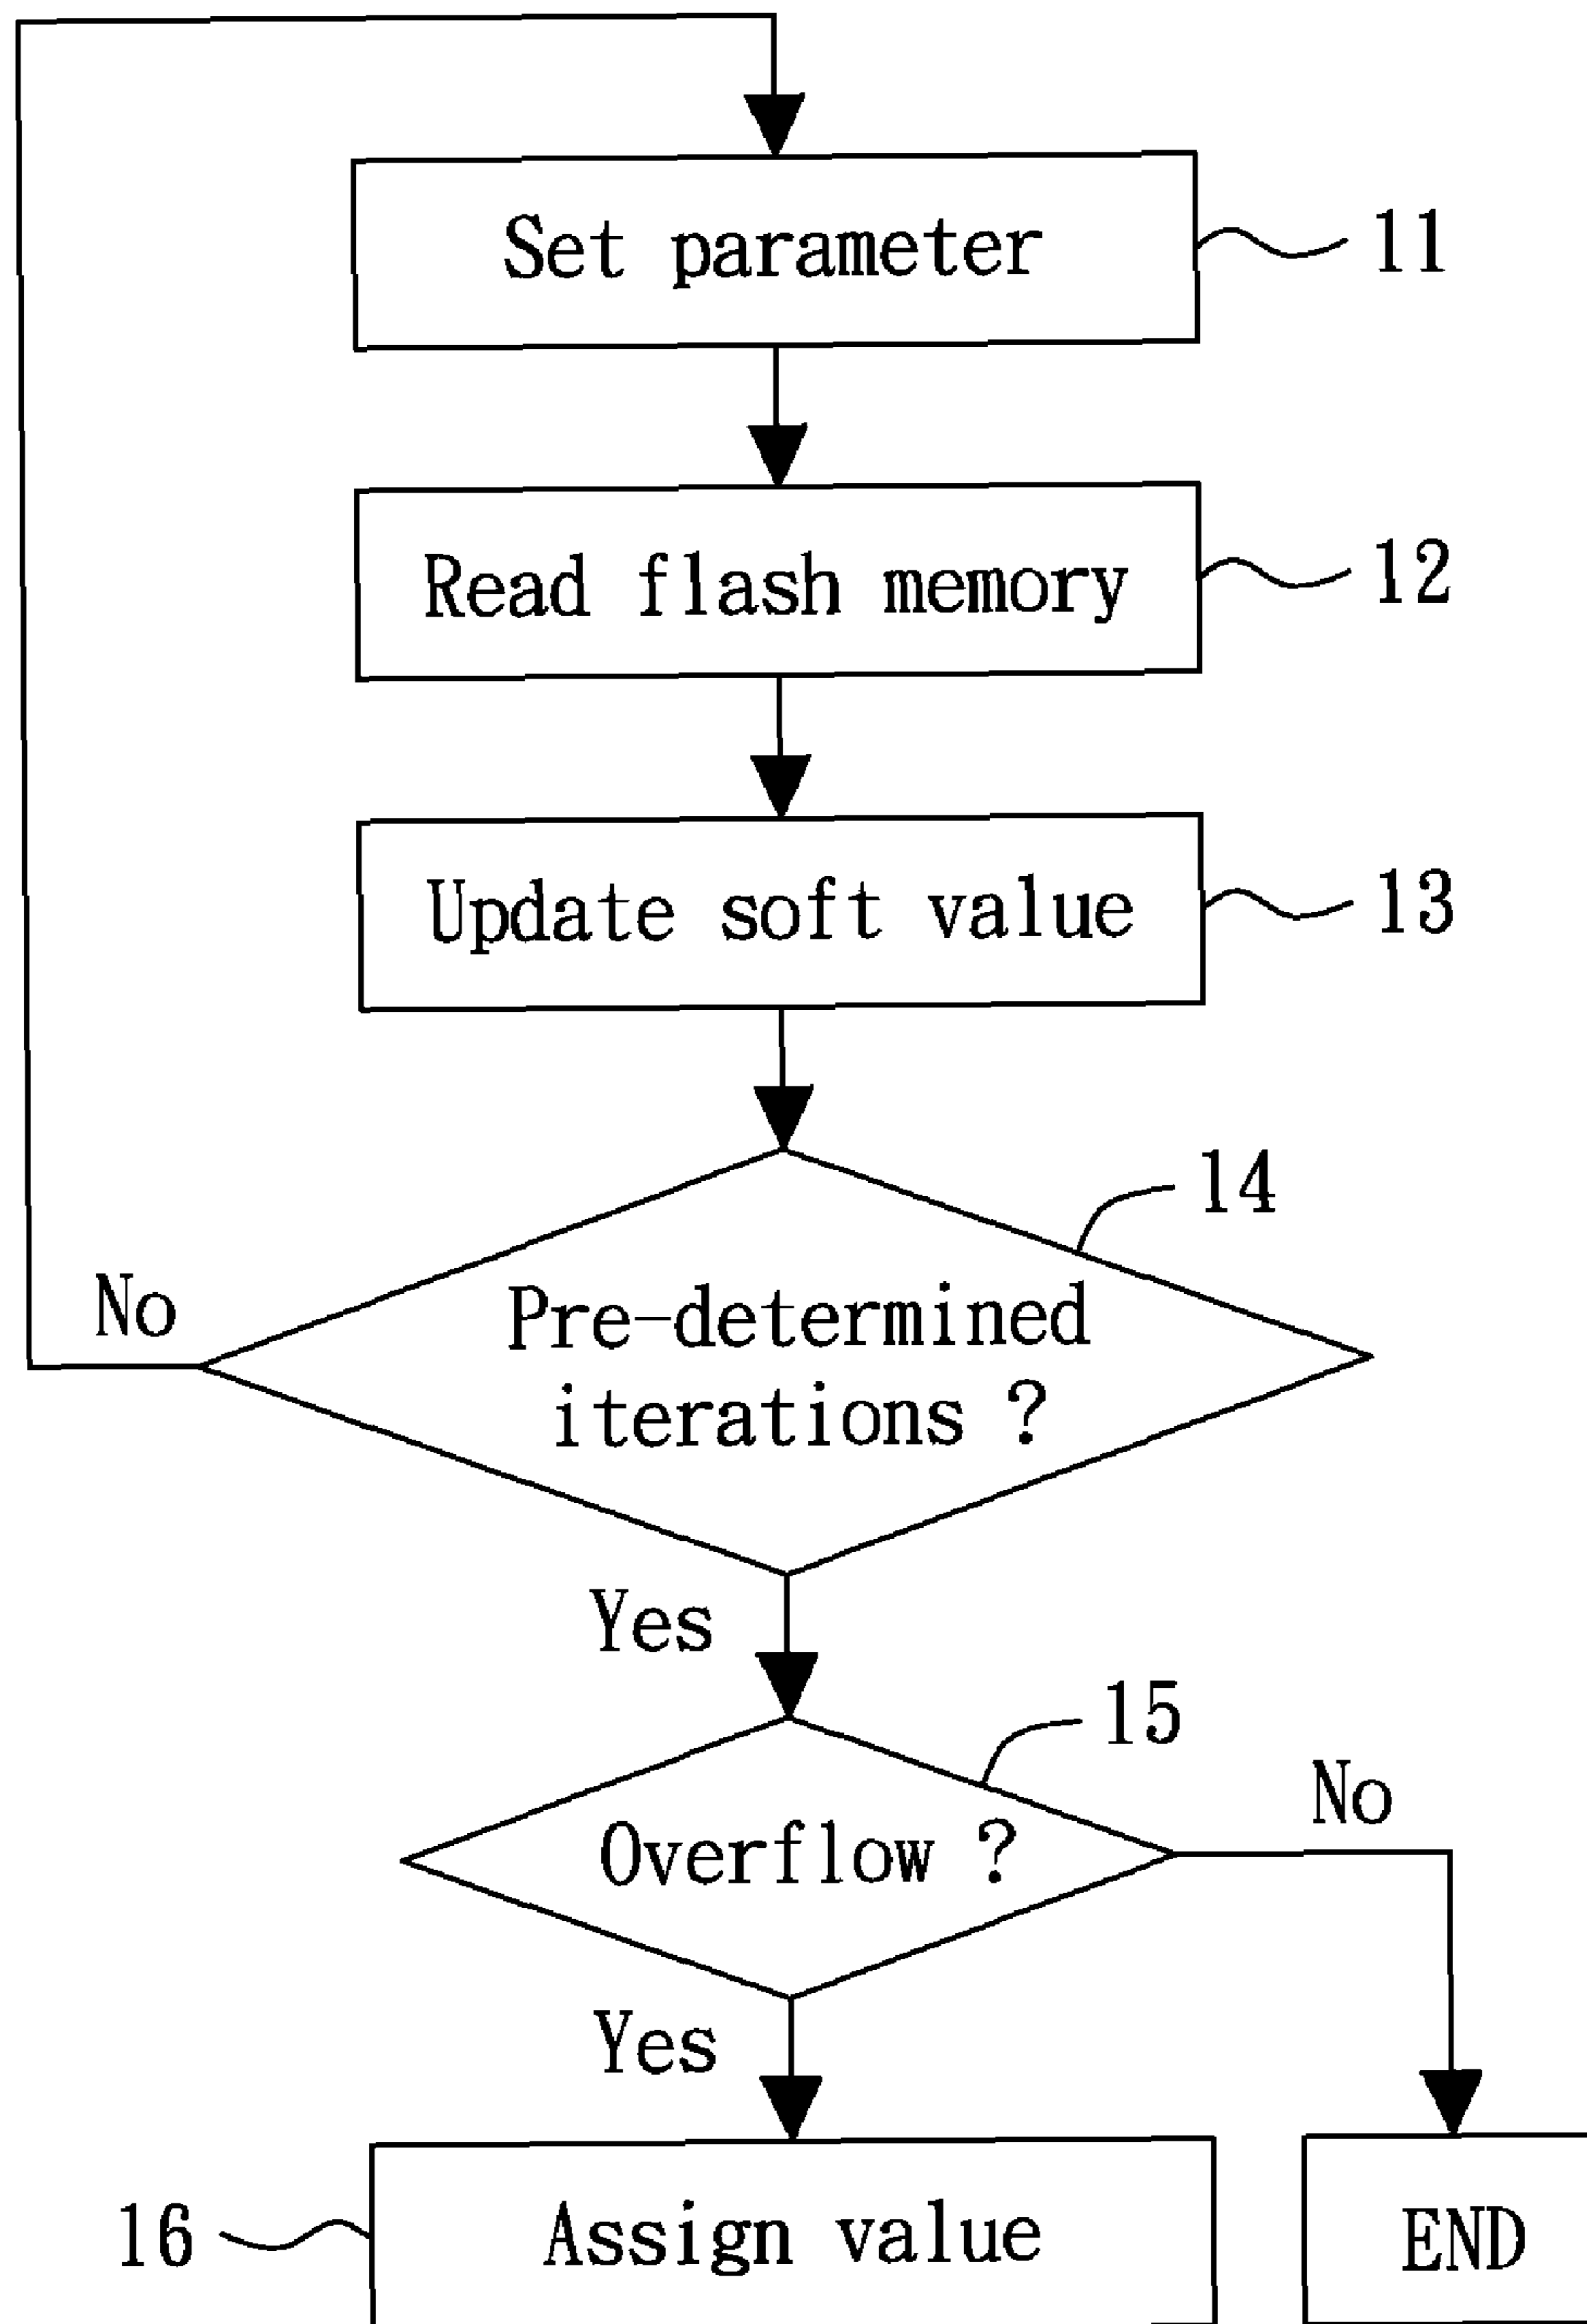 Set parameter
11
Read flash memory
12
Update soft value
13
14
No
Pre-determined
iterations ?
Yes
15
No
Overflow ?
Yes
16
Assign value
END